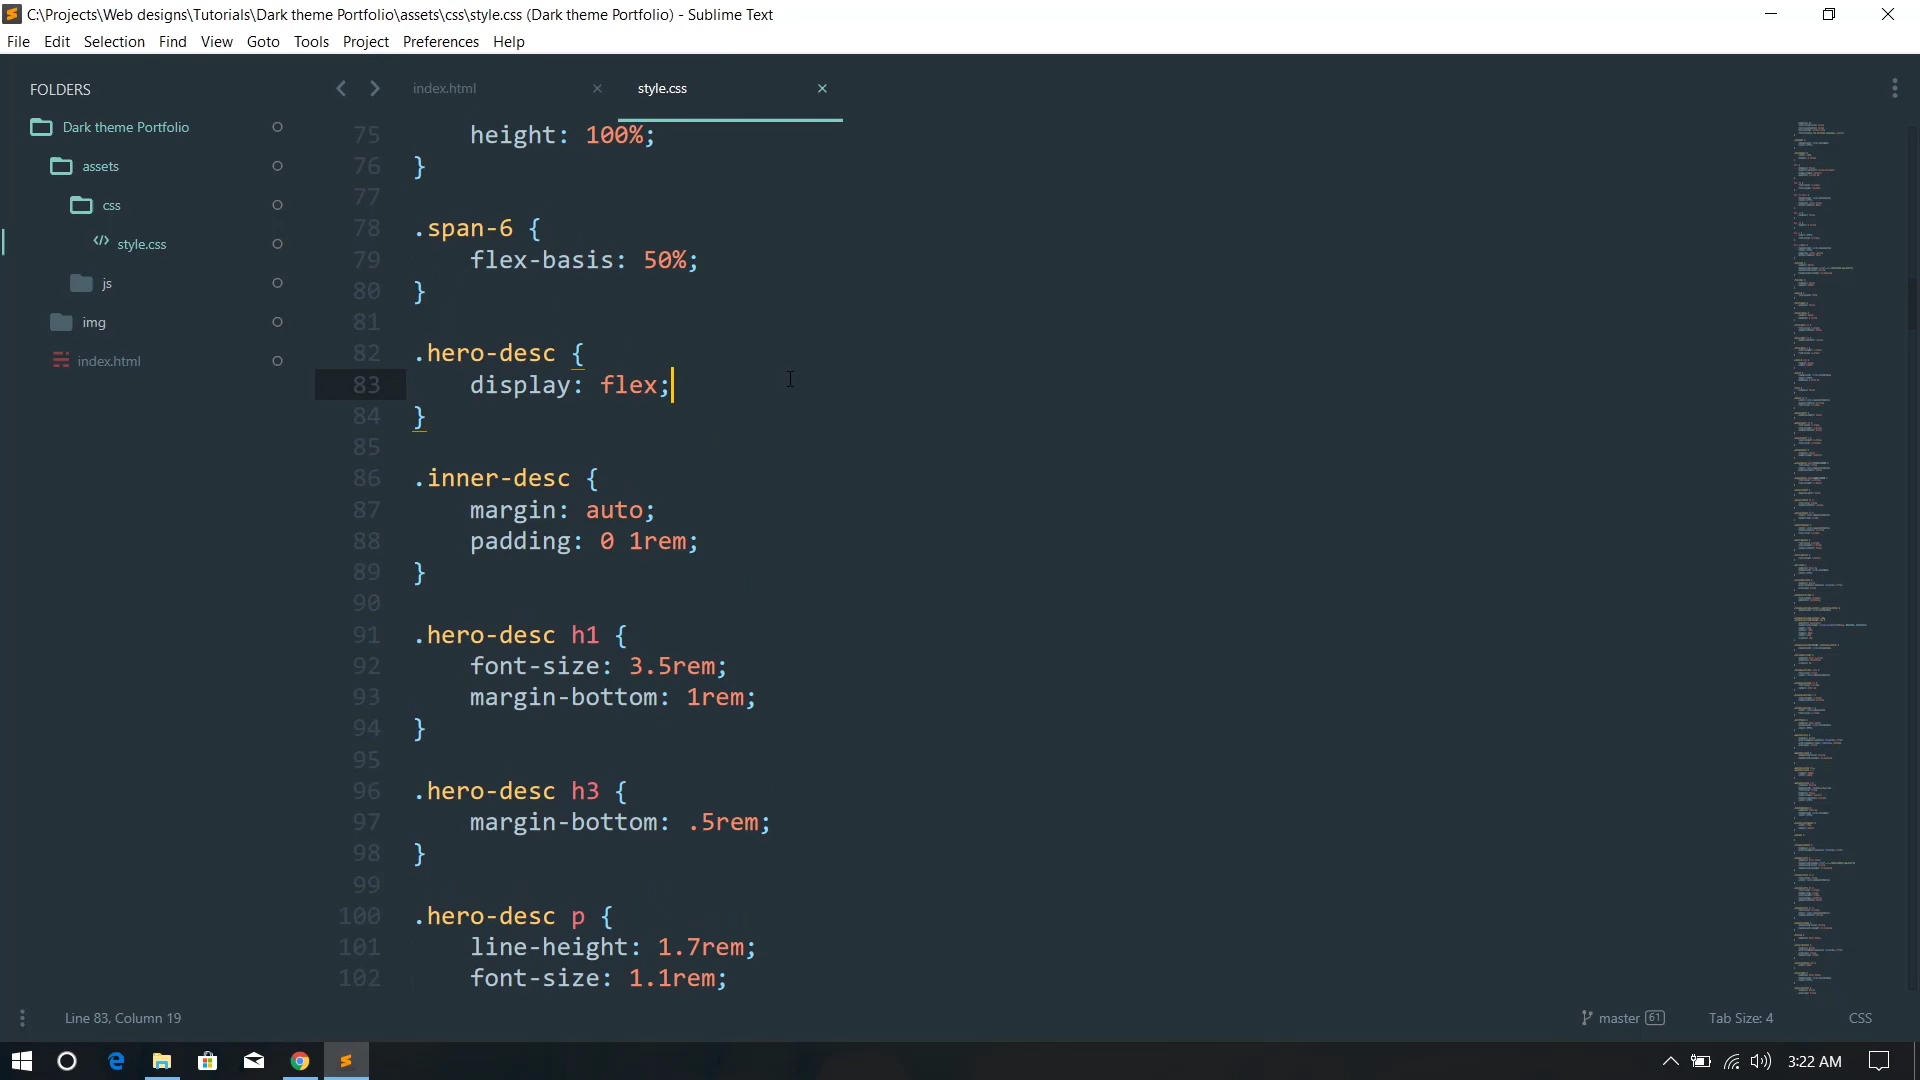 C:\Projects\Web designs\Tutorials\Dark theme Portfolio\assets\css\style.css (Dark theme Portfolio) - Sublime Text
File Edit Selection Find View Goto Tools Project Preferences Help
FOLDERS
Dark theme Portfolio
assets
css
style.css
js
img
index.html
index.html
style.css
75 height: 100%;
76 }
77
78 .span-6 {
79 flex-basis: 50%;
80 }
81
82 .hero-desc {
83 display: flex;
84 }
85
86 .inner-desc {
87 margin: auto;
88 padding: 0 1rem;
89 }
90
91 .hero-desc h1 {
92 font-size: 3.5rem;
93 margin-bottom: 1rem;
94 }
95
96 .hero-desc h3 {
97 margin-bottom: .5rem;
98 }
99
100 .hero-desc p {
101 line-height: 1.7rem;
102 font-size: 1.1rem;
Line 83, Column 19
master 61
Tab Size: 4
CSS
3:22 AM